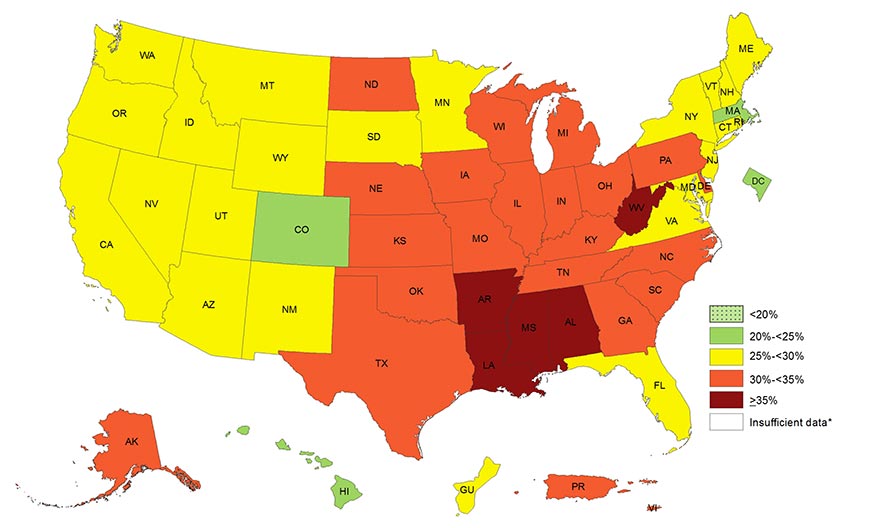 WA
OR
ID
MT
ND
MN
SD
WY
NV
UT
CA
CO
AZ
NM
NE
KS
OK
TX
IA
MO
AR
LA
WI
IL
MI
IN
OH
KY
TN
MS
AL
GA
SC
NC
VA
WV
PA
NY
NJ
MD
DE
DC
CT
RI
MA
VT
NH
ME
FL
AK
HI
GU
PR
VI
<20%
20%-<25%
25%-<30%
30%-<35%
≥35%
Insufficient data*